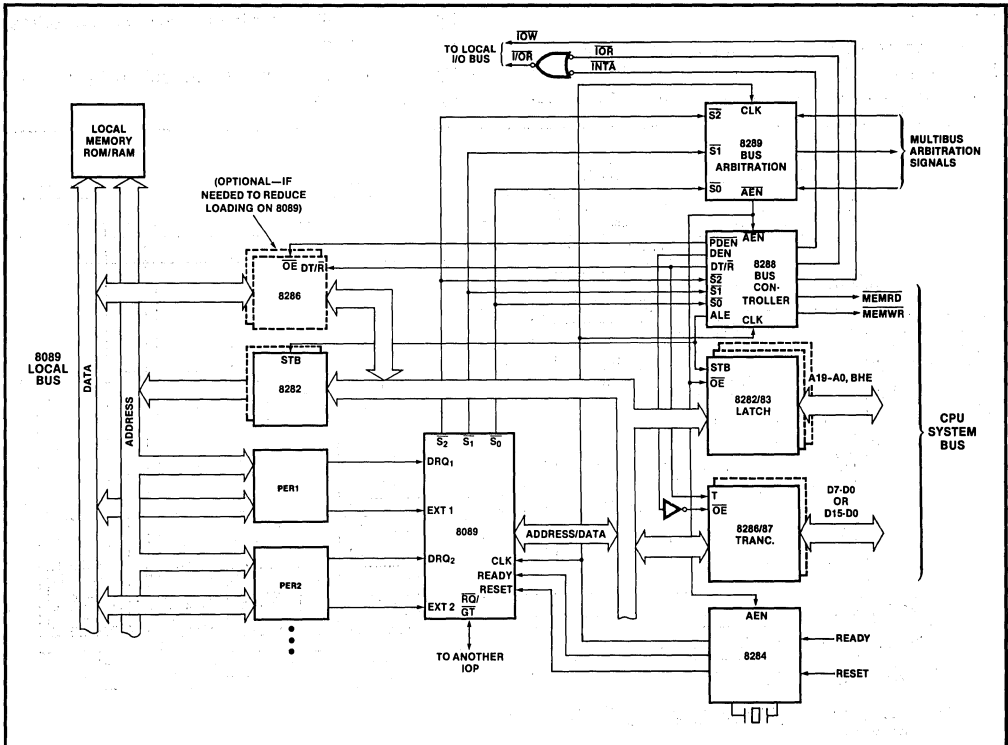 IOW
TO LOCAL
I/O BUS
I/OR
IOR
INTA
LOCAL
MEMORY
ROM/RAM
(OPTIONAL—IF
NEEDED TO REDUCE
LOADING ON 8089)
CLK
S2
S1
S0
8289
BUS
ARBITRATION
AEN
MULTIBUS
ARBITRATION
SIGNALS
OE DT/R
8286
PDEN
DEN
DT/R
S2
S1
S0
ALE
AEN
8288
BUS
CON-
TROLLER
CLK
MEMRD
MEMWR
8089
LOCAL
BUS
DATA
ADDRESS
STB
8282
STB
OE
8282/83
LATCH
A19–A0, BHE
CPU
SYSTEM
BUS
PER1
PER2
S2 S1 S0
DRQ1
EXT 1
8089
DRQ2
EXT 2
CLK
READY
RESET
RQ/
GT
ADDRESS/DATA
TO ANOTHER
IOP
T
OE
8286/87
TRANC.
D7-D0
OR
D15-D0
AEN
8284
READY
RESET